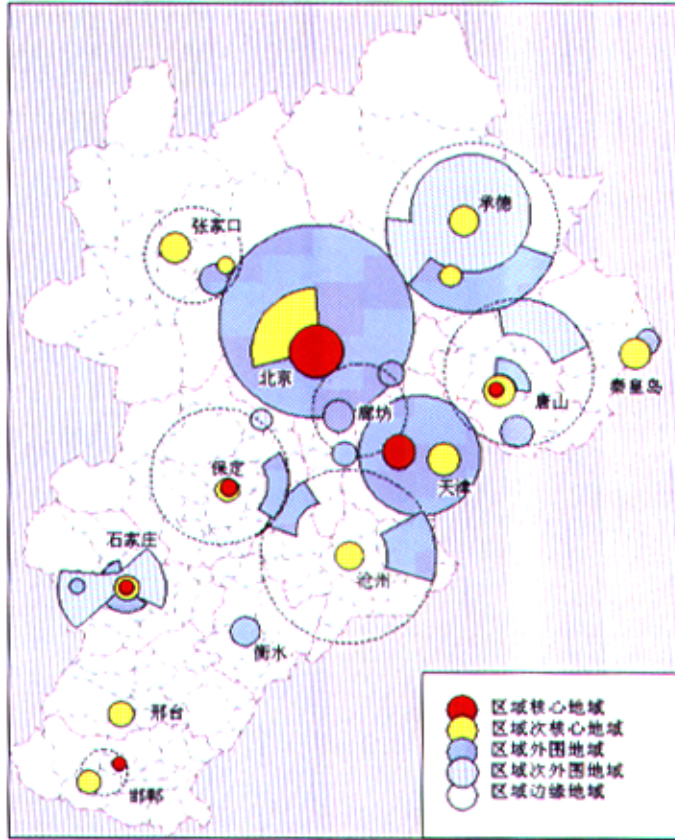 承德
张家口
北京
廊坊
唐山
秦皇岛
保定
天津
石家庄
沧州
衡水
邢台
邯郸
区域核心地域
区域次核心地域
区域外围地域
区域次外围地域
区域边缘地域